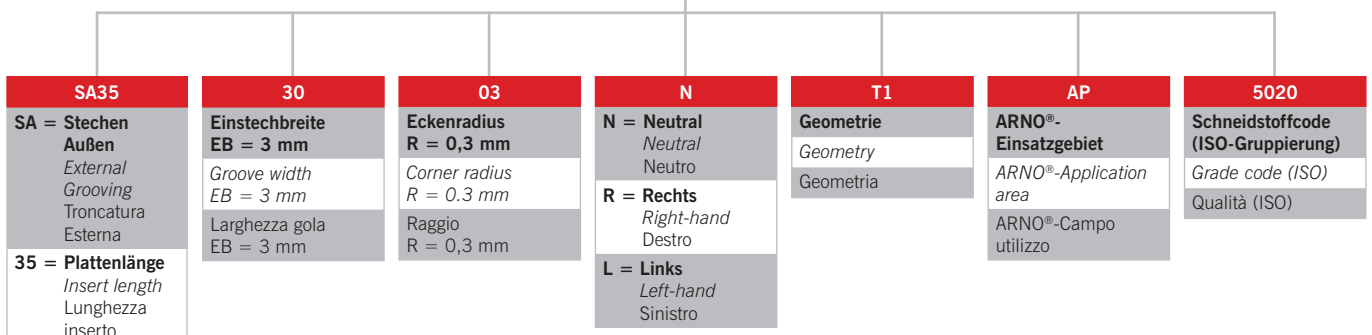 SA35
SA = Stechen
Außen
External
Grooving
Troncatura
Esterna
35 = Plattenlänge
Insert length
Lunghezza
inserto
30
Einstechbreite
EB = 3 mm
Groove width
EB = 3 mm
Larghezza gola
EB = 3 mm
03
Eckenradius
R = 0,3 mm
Corner radius
R = 0.3 mm
Raggio
R = 0,3 mm
N
N = Neutral
Neutral
Neutro
R = Rechts
Right-hand
Destro
L = Links
Left-hand
Sinistro
T1
Geometrie
Geometry
Geometria
AP
ARNO®-
Einsatzgebiet
ARNO®-Application
area
ARNO®-Campo
utilizzo
5020
Schneidstoffcode
(ISO-Gruppierung)
Grade code (ISO)
Qualità (ISO)